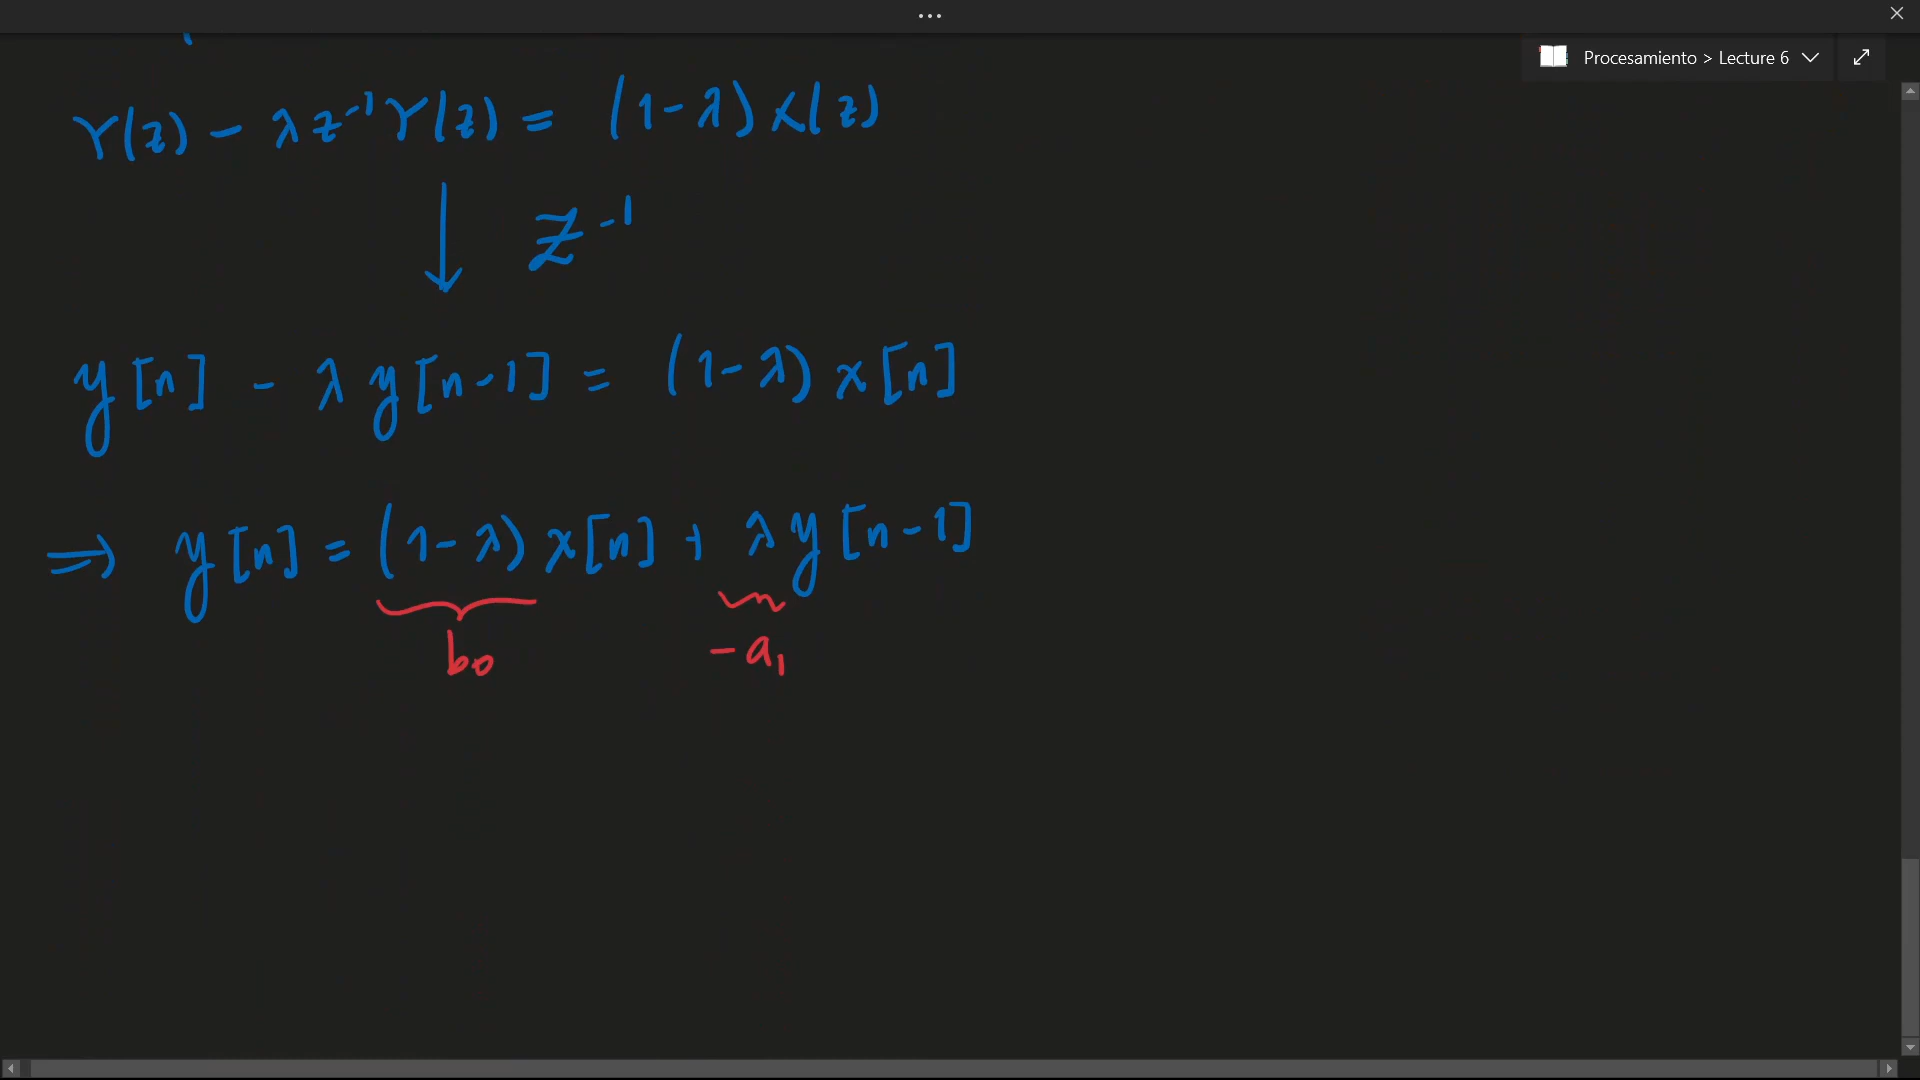 Procesamiento > Lecture 6
Y(z) - λz⁻¹Y(z) = (1-λ)X(z)
Z⁻¹
y[n] - λy[n-1] = (1-λ)x[n]
⇒ y[n] = (1-λ)x[n] + λy[n-1]
b₀ -a₁